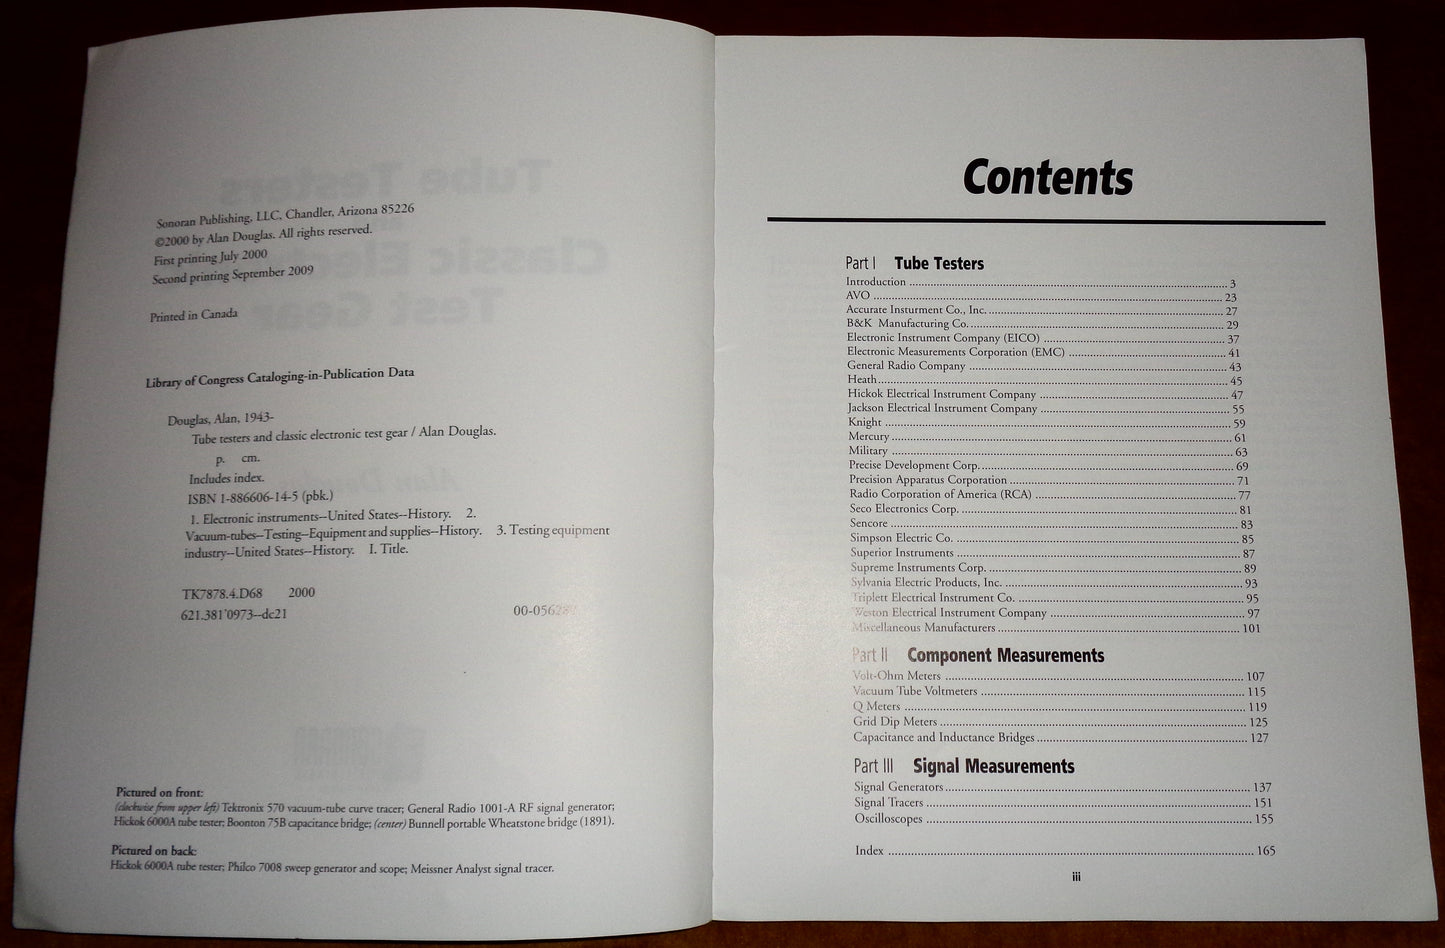 Sonoran Publishing, LLC, Chandler, Arizona 85226
©2000 by Alan Douglas. All rights reserved.
First printing July 2000
Second printing September 2009
Printed in Canada
Library of Congress Cataloging-in-Publication Data
Douglas, Alan, 1943-
Tube testers and classic electronic test gear / Alan Douglas.
p. cm.
Includes index.
ISBN 1-886606-14-5 (pbk.)
1. Electronic instruments--United States--History. 2.
Vacuum-tubes--Testing--Equipment and supplies--History. 3. Testing equipment
industry--United States--History. I. Title.
TK7878.4.D68 2000
621.381'0973--dc21
Pictured on front:
(clockwise from upper left) Tektronix 570 vacuum-tube curve tracer; General Radio 1001-A RF signal generator;
Hickok 6000A tube tester; Boonton 75B capacitance bridge; (center) Bunnell portable Wheatstone bridge (1891).
Pictured on back:
Hickok 6000A tube tester; Philco 7008 sweep generator and scope; Meissner Analyst signal tracer.
Contents
Part I Tube Testers
Introduction 3
AVO 23
Accurate Insturment Co., Inc. 27
B&K Manufacturing Co. 29
Electronic Instrument Company (EICO) 37
Electronic Measurements Corporation (EMC) 41
General Radio Company 43
Heath 45
Hickok Electrical Instrument Company 47
Jackson Electrical Instrument Company 55
Knight 59
Mercury 61
Military 63
Precise Development Corp. 69
Precision Apparatus Corporation 71
Radio Corporation of America (RCA) 77
Seco Electronics Corp. 81
Sencore 83
Simpson Electric Co. 85
Superior Instruments 87
Supreme Instruments Corp. 89
Sylvania Electric Products, Inc. 93
Triplett Electrical Instrument Co. 95
Weston Electrical Instrument Company 97
Miscellaneous Manufacturers 101
Part II Component Measurements
Volt-Ohm Meters 107
Vacuum Tube Voltmeters 115
Q Meters 119
Grid Dip Meters 125
Capacitance and Inductance Bridges 127
Part III Signal Measurements
Signal Generators 137
Signal Tracers 151
Oscilloscopes 155
Index 165
iii